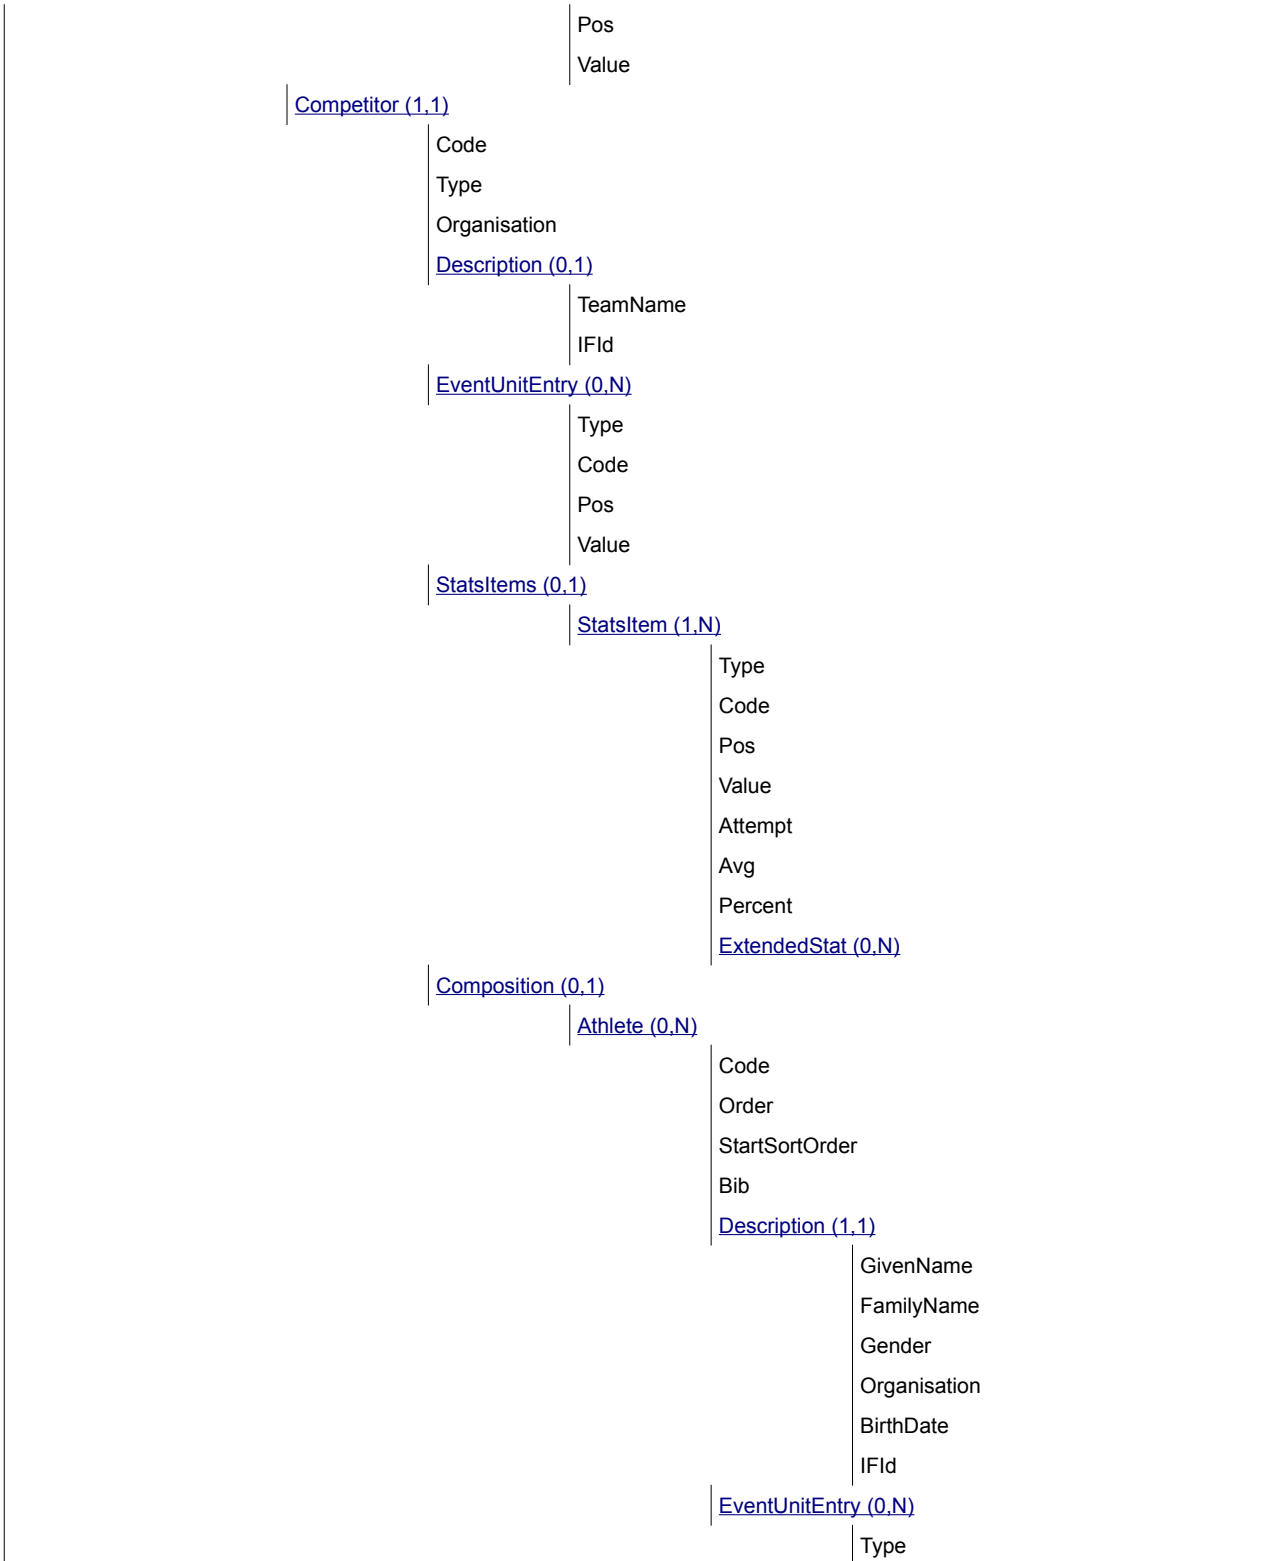 Pos
Value
Competitor (1,1)
Code
Type
Organisation
Description (0,1)
TeamName
IFId
EventUnitEntry (0,N)
Type
Code
Pos
Value
StatsItems (0,1)
StatsItem (1,N)
Type
Code
Pos
Value
Attempt
Avg
Percent
ExtendedStat (0,N)
Composition (0,1)
Athlete (0,N)
Code
Order
StartSortOrder
Bib
Description (1,1)
GivenName
FamilyName
Gender
Organisation
BirthDate
IFId
EventUnitEntry (0,N)
Type